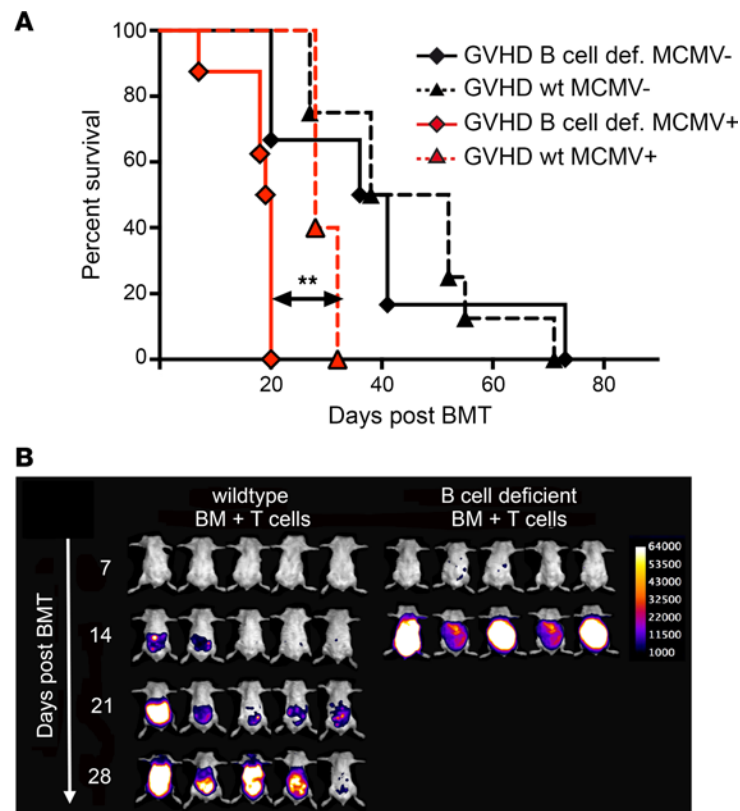 A
100
80
60
40
20
0
Percent survival
20 40 60 80
Days post BMT
GVHD B cell def. MCMV-
GVHD wt MCMV-
GVHD B cell def. MCMV+
GVHD wt MCMV+
**
B
wildtype
BM + T cells
B cell deficient
BM + T cells
Days post BMT
7
14
21
28
64000
53500
43000
32500
22000
11500
1000